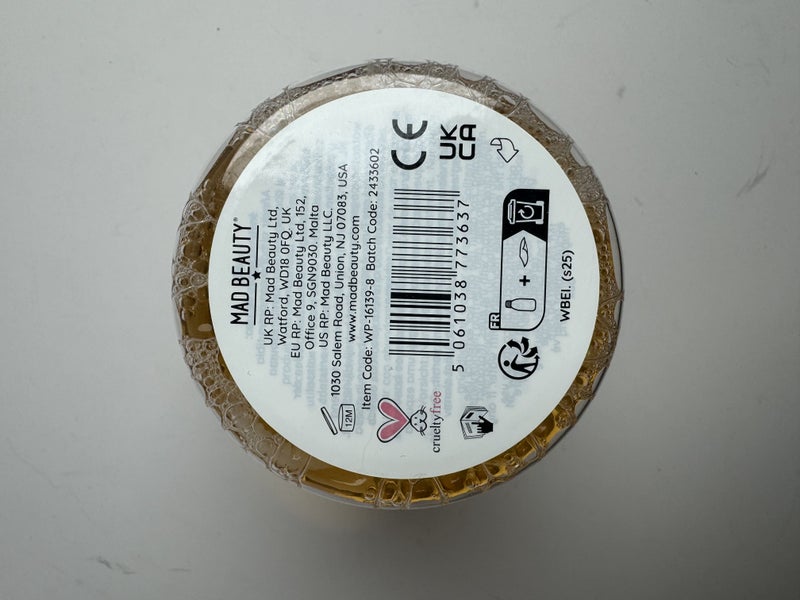 MAD BEAUTY®
UK RP: Mad Beauty Ltd,
Watford, WD18 0FQ. UK
EU RP: Mad Beauty Ltd, 152,
Office 9, SGN9030. Malta
US RP: Mad Beauty LLC.
1030 Salem Road, Union, NJ 07083, USA
www.madbeauty.com
Item Code: WP-16139-8 Batch Code: 2433602
12M
crueltyfree
CE
UK
CA
5 061038 773637
FR
+
WBEI. (s25)